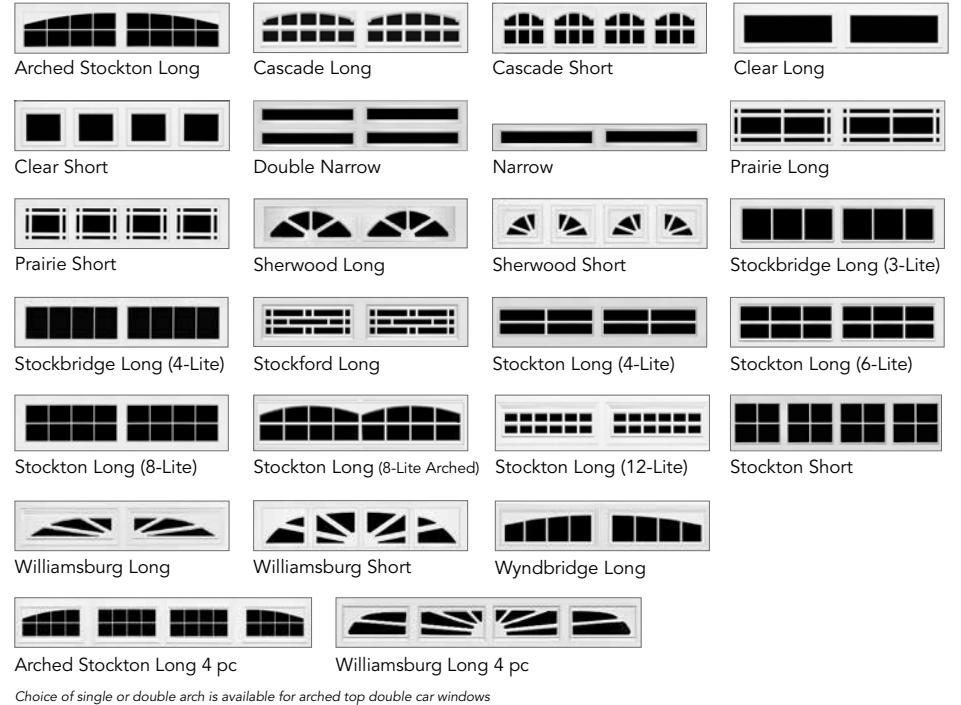 Arched Stockton Long
Cascade Long
Cascade Short
Clear Long
Clear Short
Double Narrow
Narrow
Prairie Long
Prairie Short
Sherwood Long
Sherwood Short
Stockbridge Long (3-Lite)
Stockbridge Long (4-Lite)
Stockford Long
Stockton Long (4-Lite)
Stockton Long (6-Lite)
Stockton Long (8-Lite)
Stockton Long (8-Lite Arched)
Stockton Long (12-Lite)
Stockton Short
Williamsburg Long
Williamsburg Short
Wyndbridge Long
Arched Stockton Long 4 pc
Williamsburg Long 4 pc
Choice of single or double arch is available for arched top double car windows